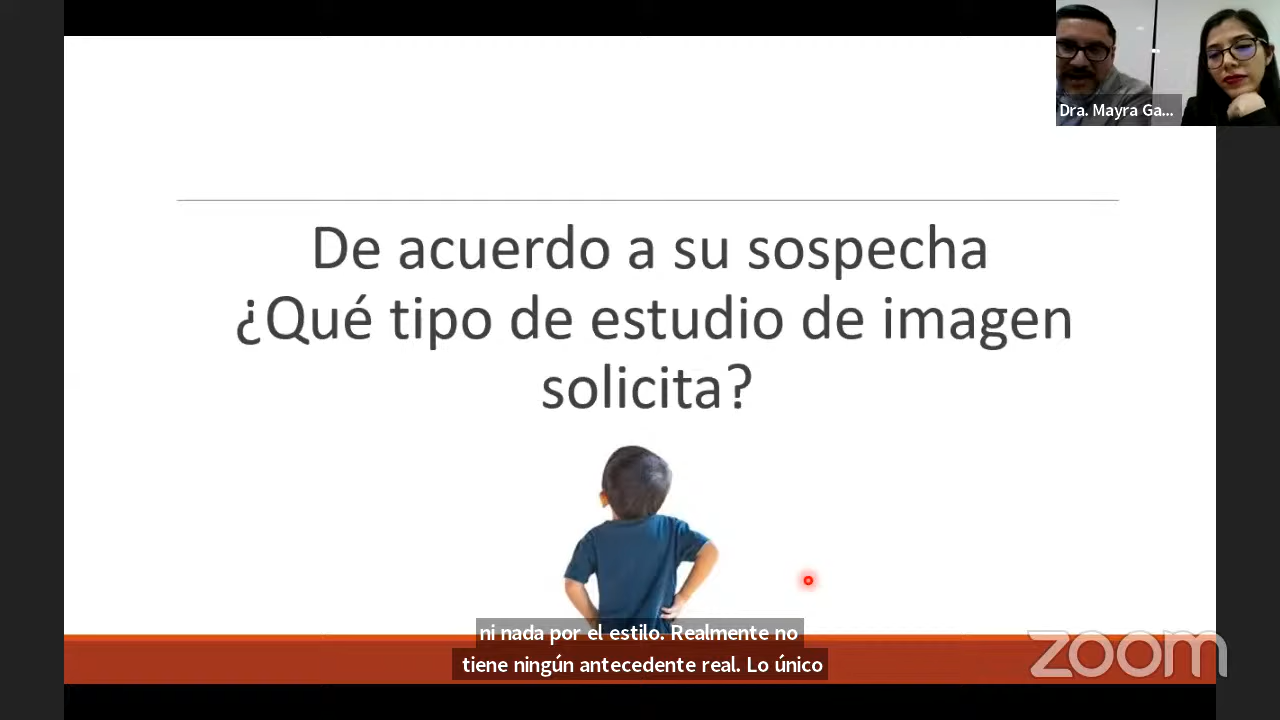 Dra. Mayra Ga...
De acuerdo a su sospecha
¿Qué tipo de estudio de imagen
solicita?
ni nada por el estilo. Realmente no
tiene ningún antecedente real. Lo único
zoom